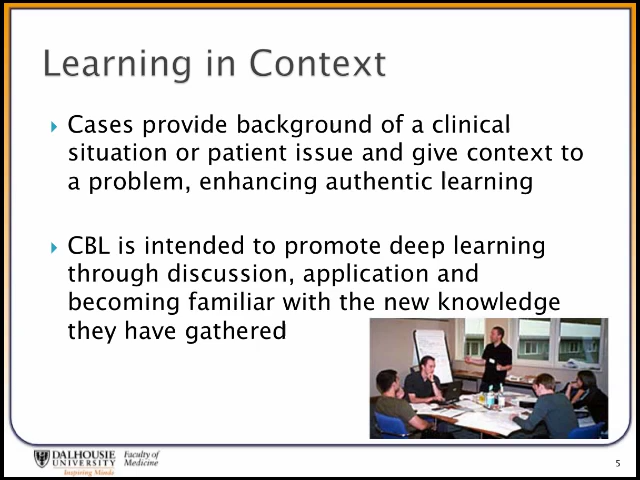 Learning in Context
Cases provide background of a clinical
situation or patient issue and give context to
a problem, enhancing authentic learning
CBL is intended to promote deep learning
through discussion, application and
becoming familiar with the new knowledge
they have gathered
DALHOUSIE
UNIVERSITY
Inspiring Minds
Faculty of
Medicine
5